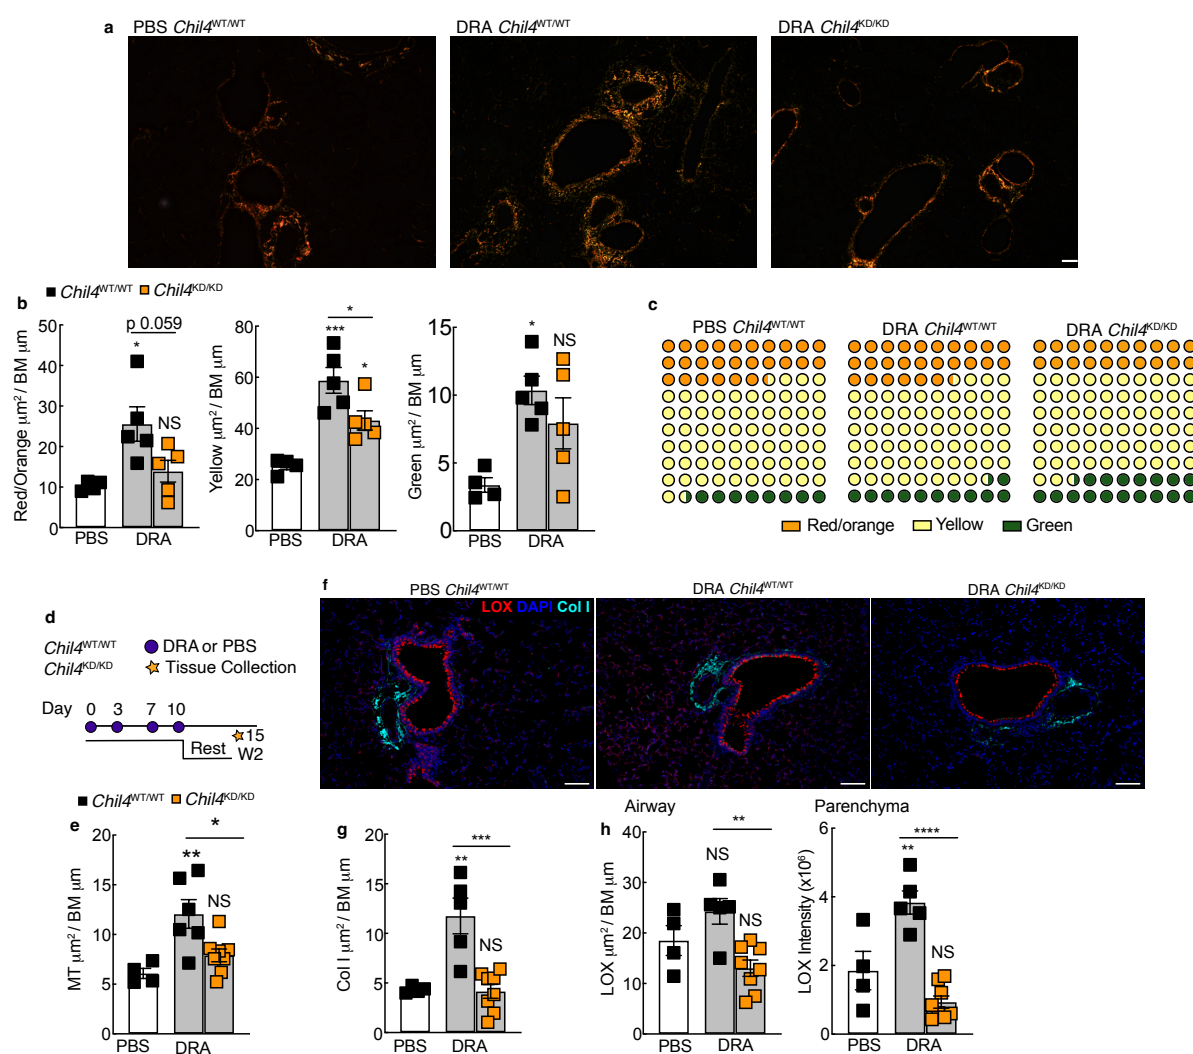 a
PBS Chil4WT/WT
DRA Chil4WT/WT
DRA Chil4KD/KD
b
Chil4WT/WT Chil4KD/KD
Red/Orange μm² / BM μm
50
40
30
20
10
0
p 0.059
*
NS
PBS
DRA
Yellow μm² / BM μm
80
60
40
20
0
*
***
*
PBS
DRA
Green μm² / BM μm
15
10
5
0
*
NS
PBS
DRA
c
PBS Chil4WT/WT
DRA Chil4WT/WT
DRA Chil4KD/KD
Red/orange Yellow Green
d
Chil4WT/WT
Chil4KD/KD
DRA or PBS
Tissue Collection
Day 0 3 7 10
Rest
15
W2
Chil4WT/WT Chil4KD/KD
e
MT μm² / BM μm
20
15
10
5
0
*
**
NS
PBS
DRA
f
PBS Chil4WT/WT
DRA Chil4WT/WT
DRA Chil4KD/KD
LOX DAPI Col I
g
Col I μm² / BM μm
20
15
10
5
0
***
**
NS
PBS
DRA
h
Airway
LOX μm² / BM μm
40
30
20
10
0
**
NS
NS
PBS
DRA
Parenchyma
LOX Intensity (x10⁶)
6
4
2
0
****
**
NS
PBS
DRA